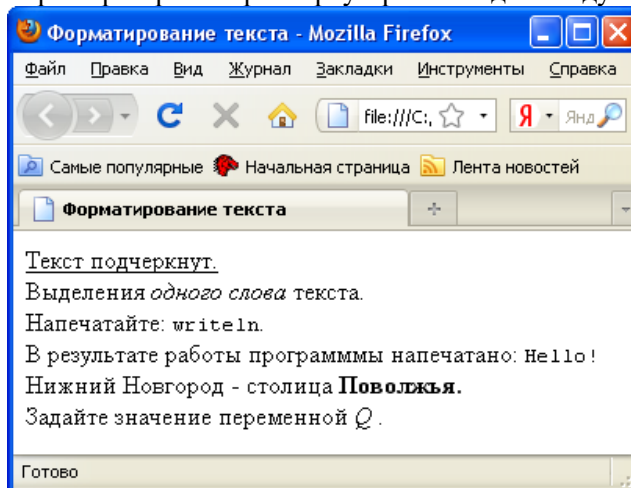 Форматирование текста - Mozilla Firefox
Файл Правка Вид Журнал Закладки Инструменты Справка
file:///C:, Я Янд
Самые популярные Начальная страница Лента новостей
Форматирование текста
Текст подчеркнут.
Выделения одного слова текста.
Напечатайте: writeln.
В результате работы программмы напечатано: Hello!
Нижний Новгород - столица Поволжья.
Задайте значение переменной Q .
Готово